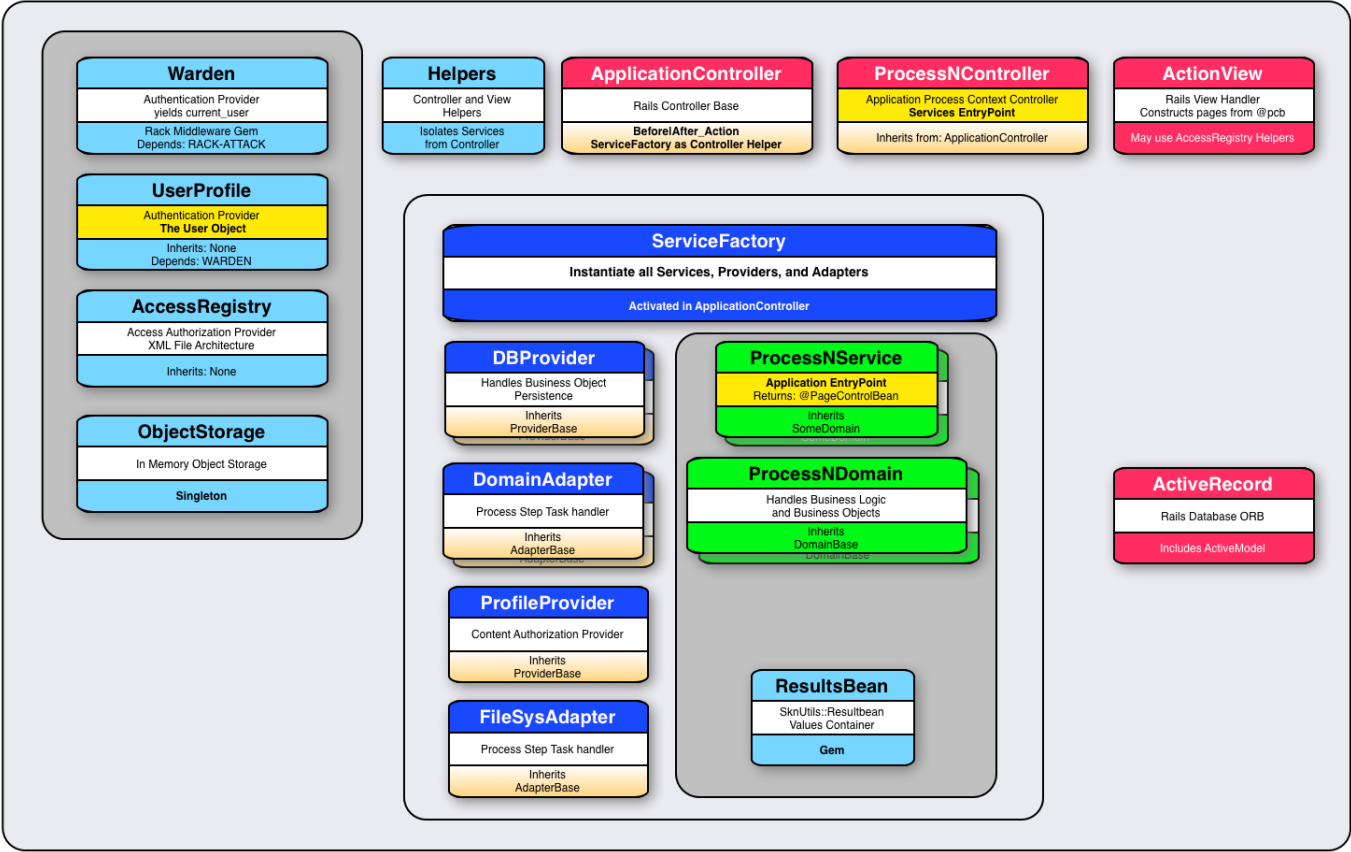 Warden
Authentication Provider
yields current_user
Rack Middleware Gem
Depends: RACK-ATTACK
Helpers
Controller and View
Helpers
Isolates Services
from Controller
ApplicationController
Rails Controller Base
BeforelAfter_Action
ServiceFactory as Controller Helper
ProcessNController
Application Process Context Controller
Services EntryPoint
Inherits from: ApplicationController
ActionView
Rails View Handler
Constructs pages from @pcb
May use AccessRegistry Helpers
UserProfile
Authentication Provider
The User Object
Inherits: None
Depends: WARDEN
AccessRegistry
Access Authorization Provider
XML File Architecture
Inherits: None
ObjectStorage
In Memory Object Storage
Singleton
ServiceFactory
Instantiate all Services, Providers, and Adapters
Activated in ApplicationController
DBProvider
Handles Business Object
Persistence
Inherits
ProviderBase
ProviderBase
DomainAdapter
Process Step Task handler
Inherits
AdapterBase
AdapterBase
ProfileProvider
Content Authorization Provider
Inherits
ProviderBase
FileSysAdapter
Process Step Task handler
Inherits
AdapterBase
ProcessNService
Application EntryPoint
Returns: @PageControlBean
Inherits
SomeDomain
SomeDomain
ProcessNDomain
Handles Business Logic
and Business Objects
Inherits
DomainBase
DomainBase
ResultsBean
SknUtils::Resultbean
Values Container
Gem
ActiveRecord
Rails Database ORB
Includes ActiveModel